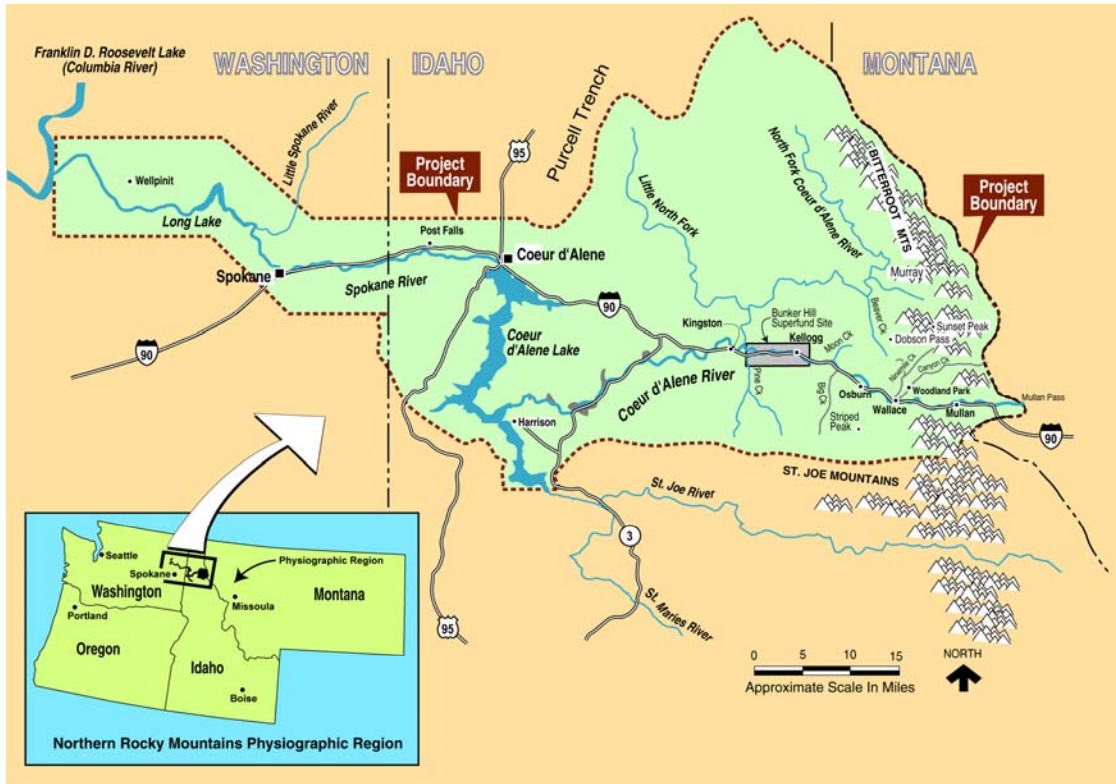 Franklin D. Roosevelt Lake
(Columbia River)
WASHINGTON
IDAHO
MONTANA
Purcell Trench
Little Spokane River
95
Project
Boundary
Wellpinit
Long Lake
Post Falls
Spokane
Spokane River
Coeur d'Alene
90
90
Little North Fork
North Fork Coeur d'Alene River
BITTERROOT MTS
Project
Boundary
Murray
Beaver Ck
Sunset Peak
Dobson Pass
Bunker Hill
Superfund Site
Kingston
Kellogg
Moon Ck
Ninemile Ck
Canyon Ck
Coeur
d'Alene Lake
Coeur d'Alene River
Pine Ck
Big Ck
Osburn
Woodland Park
Wallace
Mullan
Mullan Pass
Striped
Peak
Harrison
90
ST. JOE MOUNTAINS
St. Joe River
3
St. Maries River
95
Seattle
Spokane
Physiographic Region
Washington
Missoula
Montana
Portland
Oregon
Idaho
Boise
Northern Rocky Mountains Physiographic Region
0 5 10 15
Approximate Scale In Miles
NORTH